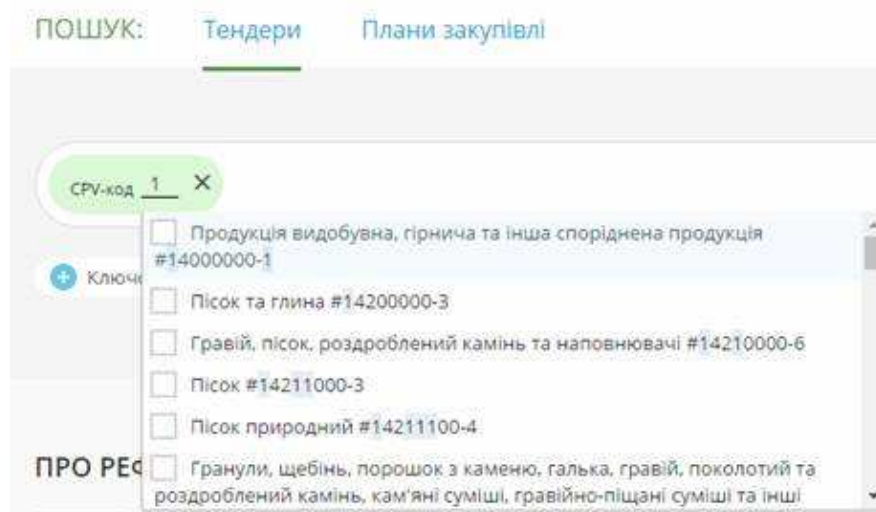 ПОШУК: Тендери Плани закупівлі
CPV-код 1 ×
Продукція видобувна, гірнича та інша споріднена продукція
#14000000-1
Ключо
Пісок та глина #14200000-3
Гравій, пісок, роздроблений камінь та наповнювачі #14210000-6
Пісок #14211000-3
Пісок природний #14211100-4
ПРО РЕФ
Гранули, щебінь, порошок з каменю, галька, гравій, поколотий та
роздроблений камінь, кам'яні суміші, гравійно-піщані суміші та інші